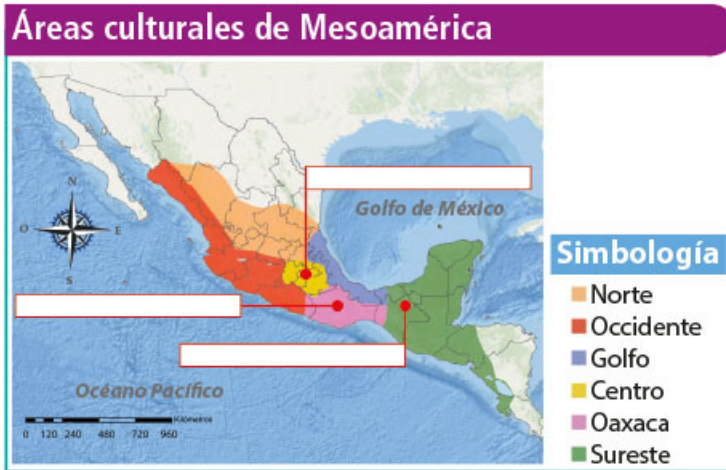 Áreas culturales de Mesoamérica
N
Golfo de México
O
E
S
Océano Pacífico
Kilómetros
0 120 240 480 720 960
Simbología
Norte
Occidente
Golfo
Centro
Oaxaca
Sureste